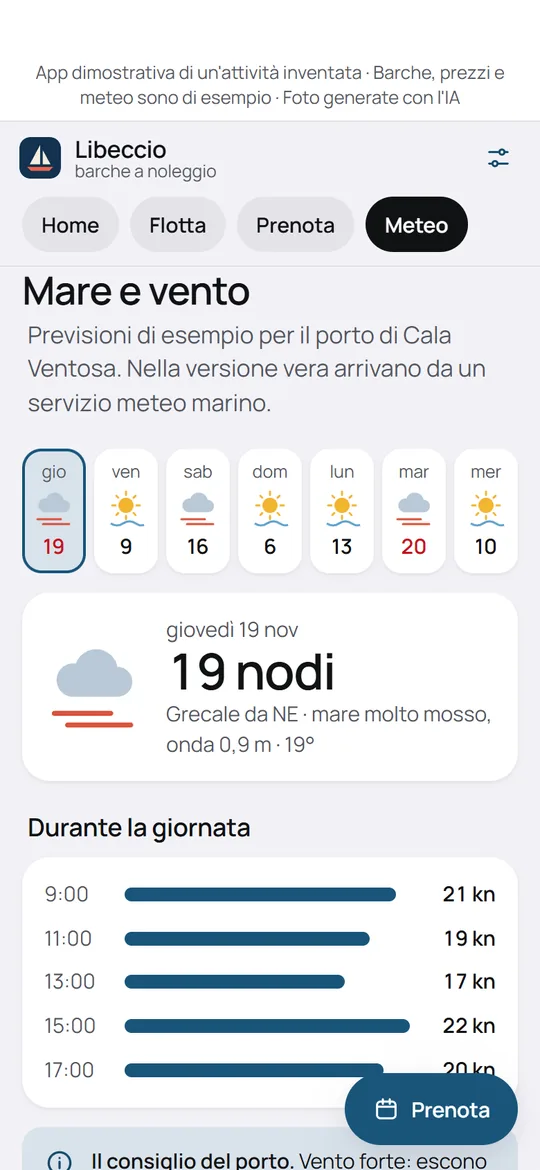 App dimostrativa di un'attività inventata · Barche, prezzi e
meteo sono di esempio · Foto generate con l'IA
Libeccio
barche a noleggio
Home Flotta Prenota Meteo
Mare e vento
Previsioni di esempio per il porto di Cala
Ventosa. Nella versione vera arrivano da un
servizio meteo marino.
gio ven sab dom lun mar mer
19 9 16 6 13 20 10
giovedì 19 nov
19 nodi
Grecale da NE · mare molto mosso,
onda 0,9 m · 19°
Durante la giornata
9:00 21 kn
11:00 19 kn
13:00 17 kn
15:00 22 kn
17:00 20 kn
Prenota
Il consiglio del porto. Vento forte: escono